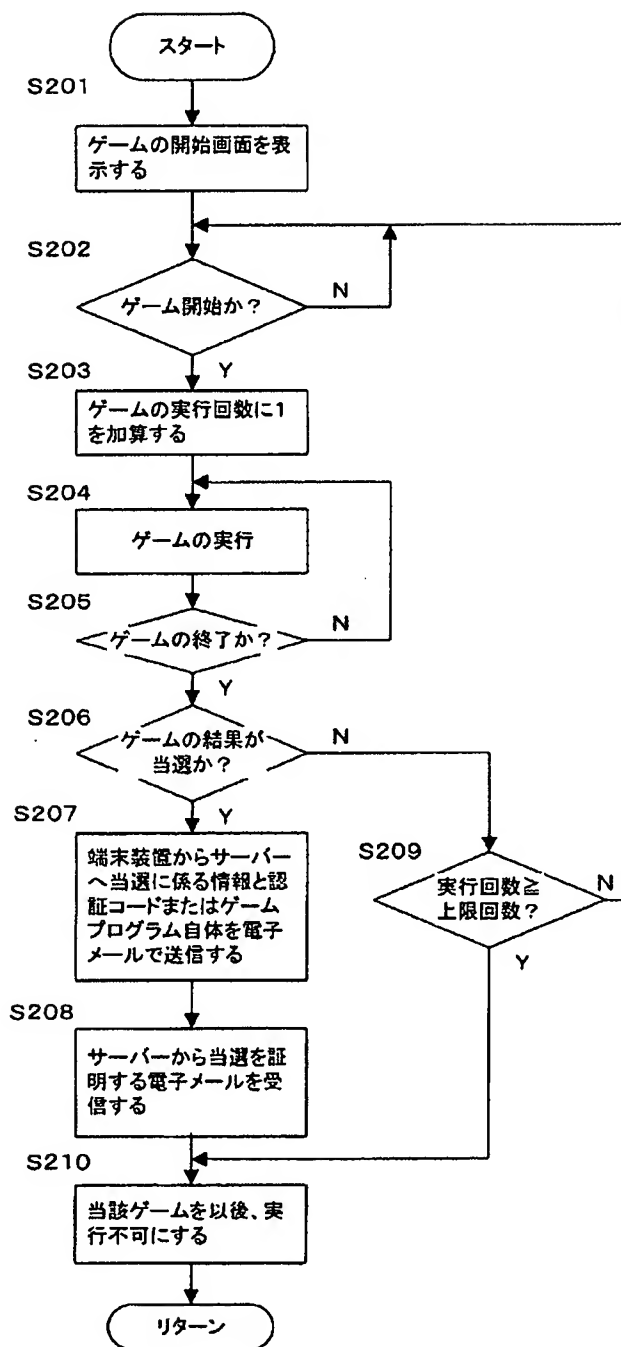 スタート
S201
ゲームの開始画面を表
示する
S202
ゲーム開始か?
N
Y
S203
ゲームの実行回数に1
を加算する
S204
ゲームの実行
S205
ゲームの終了か?
N
Y
S206
ゲームの結果が
当選か?
N
Y
S207
端末装置からサーバー
へ当選に係る情報と認
証コードまたはゲーム
プログラム自体を電子
メールで送信する
S209
実行回数≧
上限回数?
N
Y
S208
サーバーから当選を証
明する電子メールを受
信する
S210
当該ゲームを以後、実
行不可にする
リターン